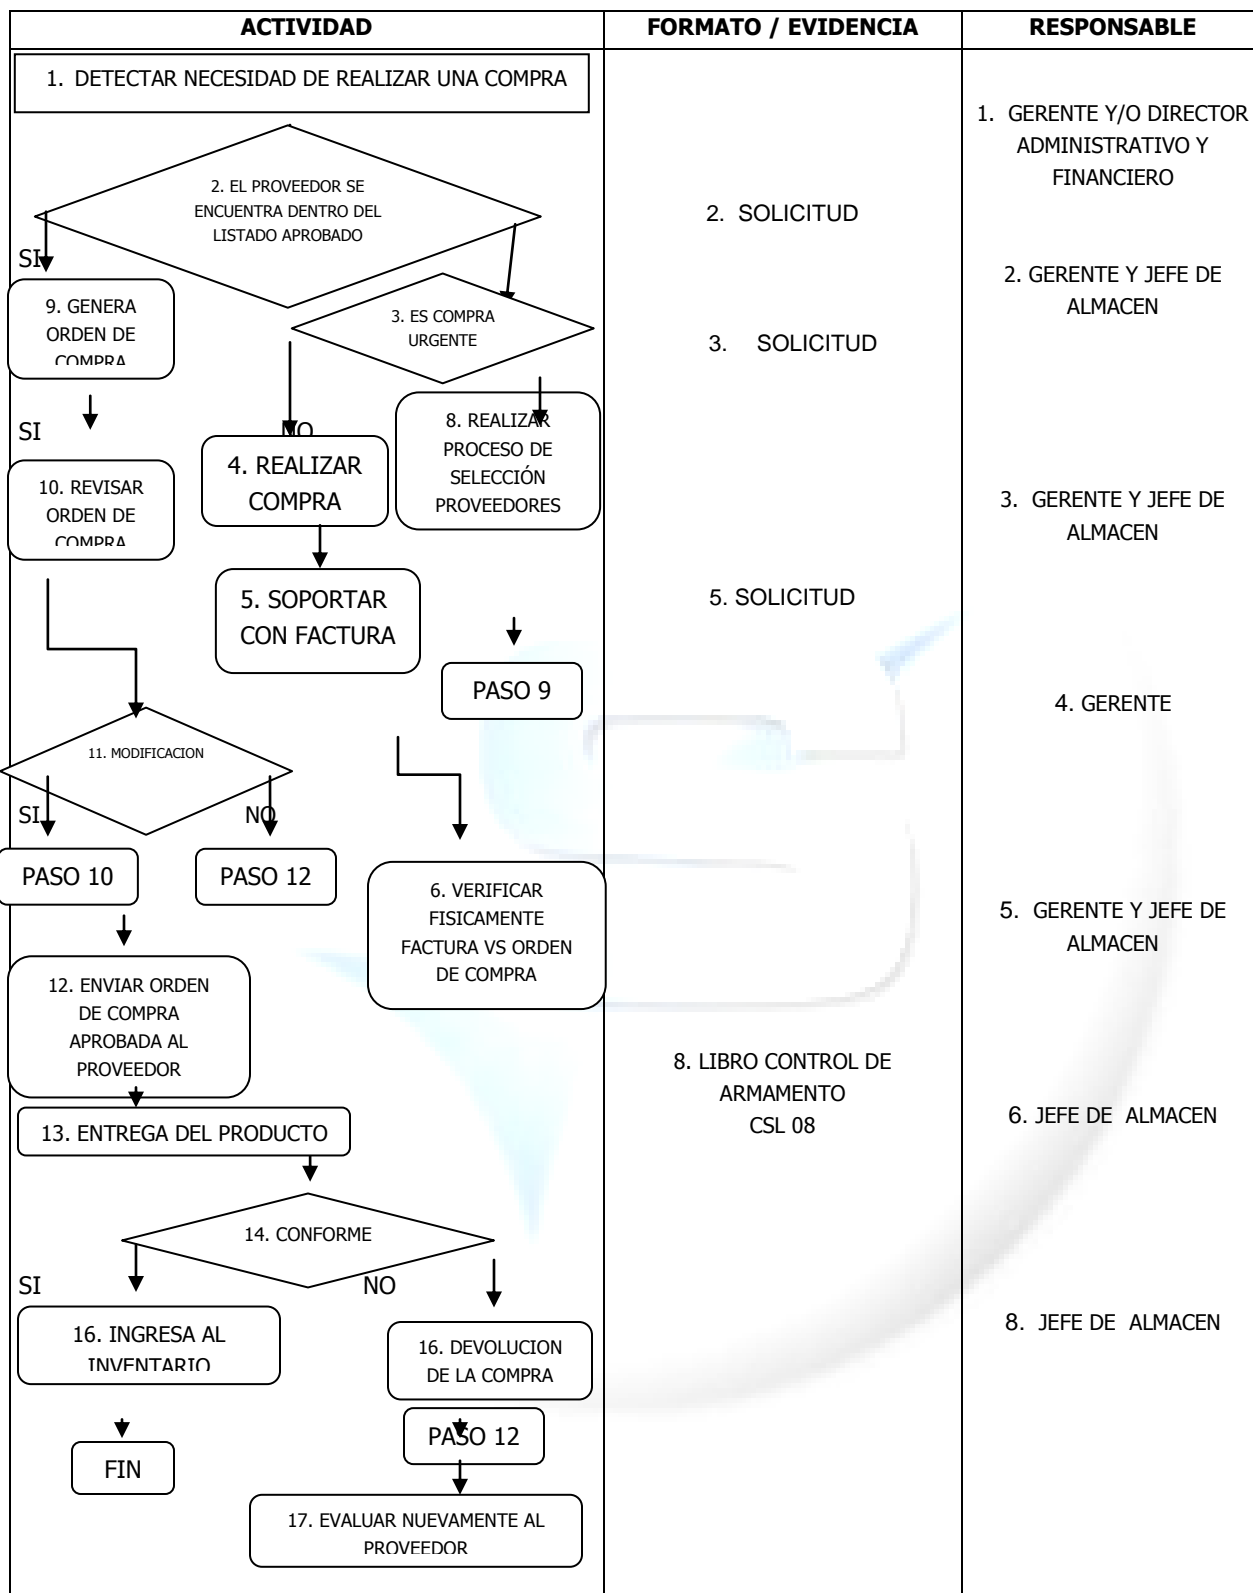 ACTIVIDAD
FORMATO / EVIDENCIA
RESPONSABLE
1. DETECTAR NECESIDAD DE REALIZAR UNA COMPRA
2. EL PROVEEDOR SE
ENCUENTRA DENTRO DEL
LISTADO APROBADO
SI
9. GENERA
ORDEN DE
COMPRA
3. ES COMPRA
URGENTE
SI
NO
10. REVISAR
ORDEN DE
COMPRA
4. REALIZAR
COMPRA
8. REALIZAR
PROCESO DE
SELECCIÓN
PROVEEDORES
5. SOPORTAR
CON FACTURA
PASO 9
11. MODIFICACION
SI
NO
PASO 10
PASO 12
6. VERIFICAR
FISICAMENTE
FACTURA VS ORDEN
DE COMPRA
12. ENVIAR ORDEN
DE COMPRA
APROBADA AL
PROVEEDOR
13. ENTREGA DEL PRODUCTO
14. CONFORME
SI
NO
16. INGRESA AL
INVENTARIO
16. DEVOLUCION
DE LA COMPRA
PASO 12
FIN
17. EVALUAR NUEVAMENTE AL
PROVEEDOR
2. SOLICITUD
3. SOLICITUD
5. SOLICITUD
8. LIBRO CONTROL DE
ARMAMENTO
CSL 08
1. GERENTE Y/O DIRECTOR
ADMINISTRATIVO Y
FINANCIERO
2. GERENTE Y JEFE DE
ALMACEN
3. GERENTE Y JEFE DE
ALMACEN
4. GERENTE
5. GERENTE Y JEFE DE
ALMACEN
6. JEFE DE ALMACEN
8. JEFE DE ALMACEN